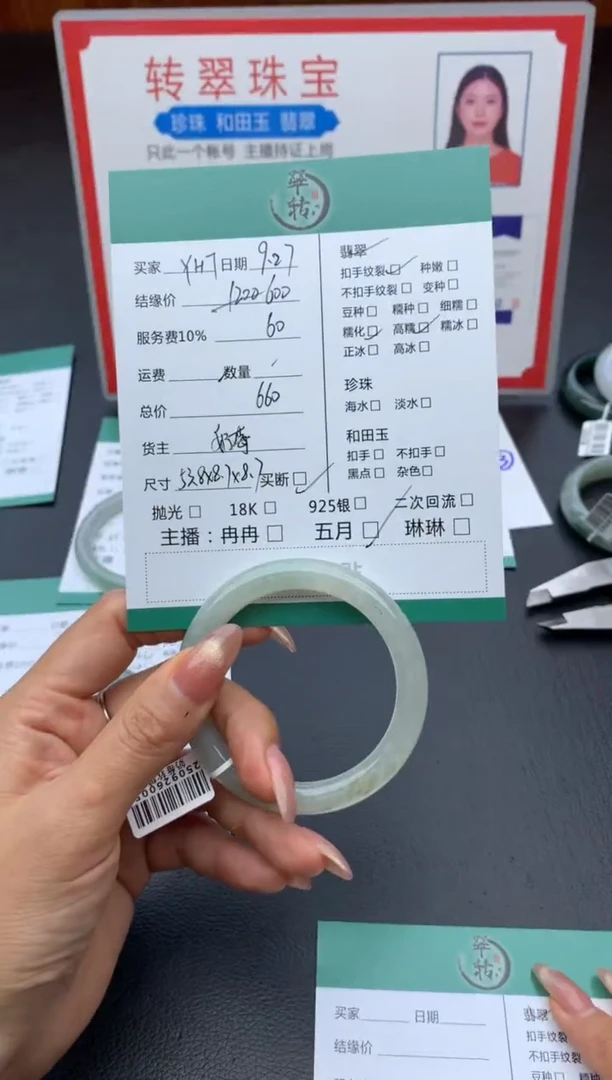 转翠珠宝
珍珠 和田玉 翡翠
只此一个帐号 主播持证上岗
翠
转
买家 YH7 日期 9.27
结缘价 1200-600
服务费10% 60
运费 数量
总价 660
货主
尺寸 53.8x8.7x8.7 买断□
翡翠
扣手纹裂□ 种嫩□
不扣手纹裂□ 变种□
豆种□ 糯种□ 细糯□
糯化□ 高糯□ 糯冰□
正冰□ 高冰□
珍珠
海水□ 淡水□
和田玉
扣手□ 不扣手□
黑点□ 杂色□
抛光□ 18K□ 925银□ 二次回流□
主播：冉冉□ 五月□ 琳琳□
贴
翠
转
买家 日期
结缘价
翡翠
扣手纹
不扣手纹
豆种□ 糯种